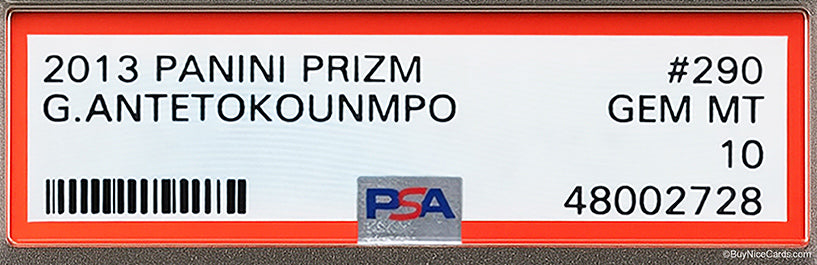 2013 PANINI PRIZM #290
G.ANTETOKOUNMPO GEM MT
10
PSA 48002728
©BuyNiceCards.com